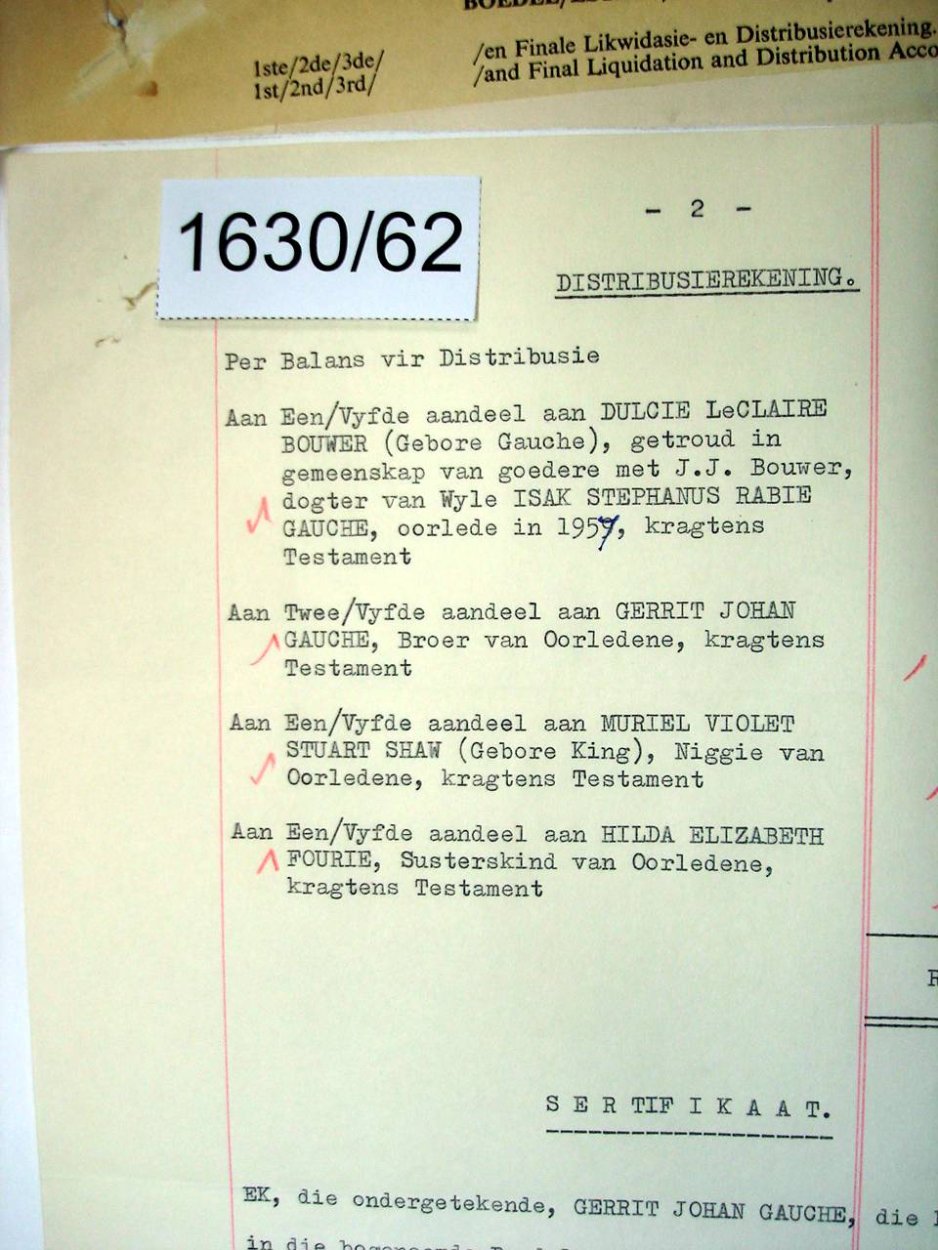 1ste/2de/3de/
1st/2nd/3rd/
/en Finale Likwidasie- en Distribusierekening.
/and Final Liquidation and Distribution Acco
1630/62
- 2 -
DISTRIBUSIEREKENING.
Per Balans vir Distribusie
Aan Een/Vyfde aandeel aan DULCIE LeCLAIRE
BOUWER (Gebore Gauche), getroud in
gemeenskap van goedere met J.J. Bouwer,
dogter van Wyle ISAK STEPHANUS RABIE
GAUCHE, oorlede in 1957, kragtens
Testament
Aan Twee/Vyfde aandeel aan GERRIT JOHAN
GAUCHE, Broer van Oorledene, kragtens
Testament
Aan Een/Vyfde aandeel aan MURIEL VIOLET
STUART SHAW (Gebore King), Niggie van
Oorledene, kragtens Testament
Aan Een/Vyfde aandeel aan HILDA ELIZABETH
FOURIE, Susterskind van Oorledene,
kragtens Testament
R
S E R TIF I K A A T.
EK, die ondergetekende, GERRIT JOHAN GAUCHE, die
in die